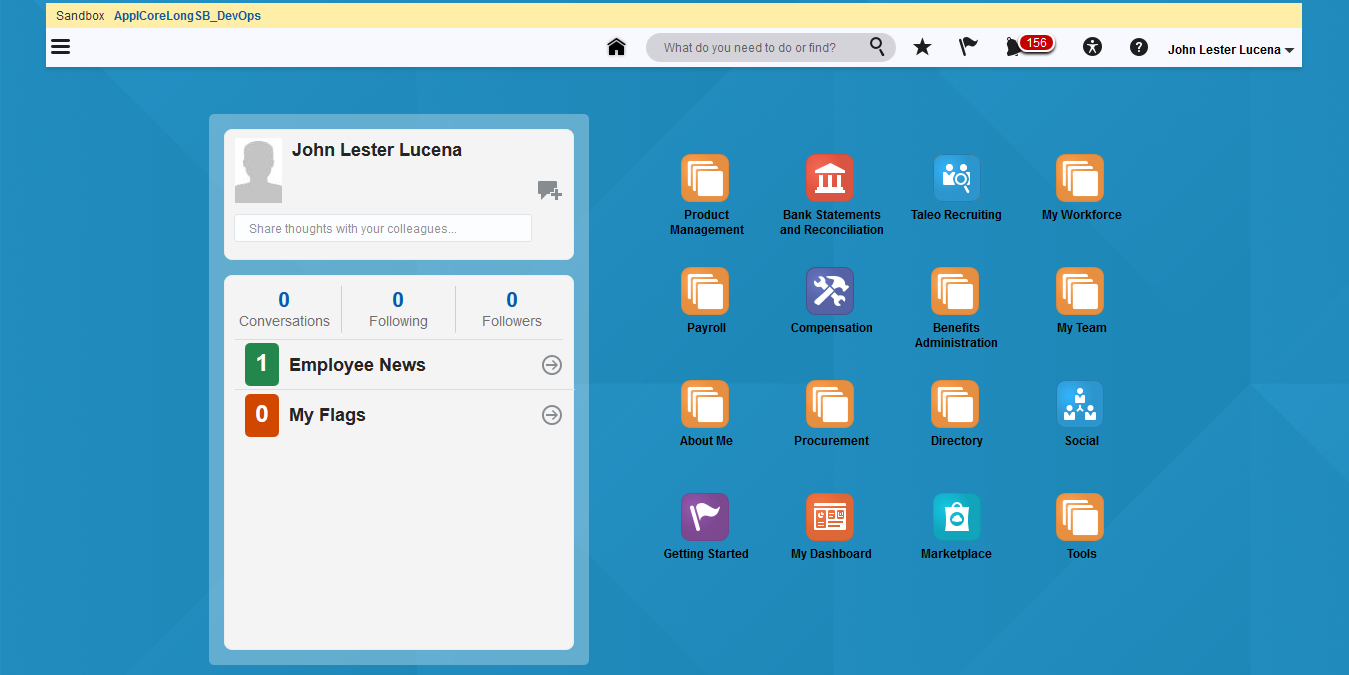 Sandbox ApplCoreLongSB_DevOps
What do you need to do or find?
156
John Lester Lucena
John Lester Lucena
Share thoughts with your colleagues...
0 0 0
Conversations Following Followers
1 Employee News
0 My Flags
Product
Management
Bank Statements
and Reconciliation
Taleo Recruiting
My Workforce
Payroll
Compensation
Benefits
Administration
My Team
About Me
Procurement
Directory
Social
Getting Started
My Dashboard
Marketplace
Tools